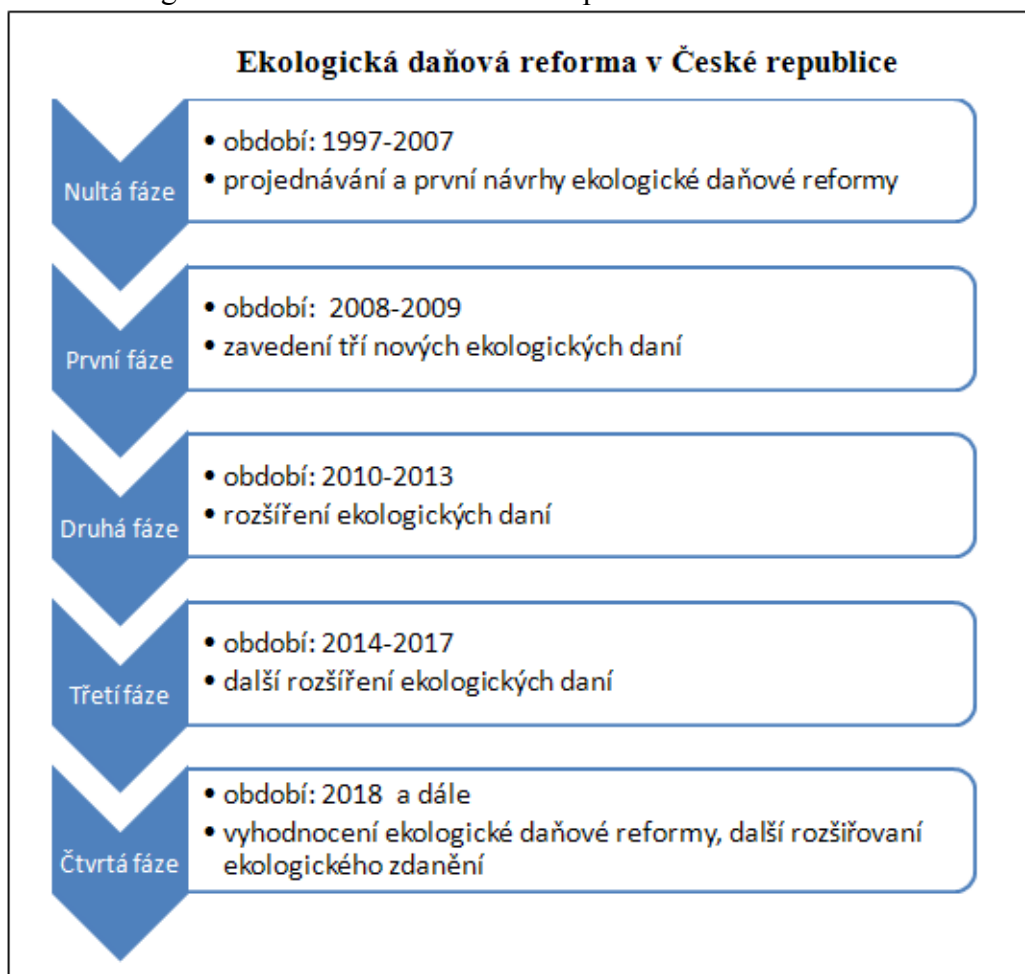 Ekologická daňová reforma v České republice
Nultá fáze
• období: 1997-2007
• projednávání a první návrhy ekologické daňové reformy
První fáze
• období: 2008-2009
• zavedení tří nových ekologických daní
Druhá fáze
• období: 2010-2013
• rozšíření ekologických daní
Třetí fáze
• období: 2014-2017
• další rozšíření ekologických daní
Čtvrtá fáze
• období: 2018 a dále
• vyhodnocení ekologické daňové reformy, další rozšiřovaní
ekologického zdanění